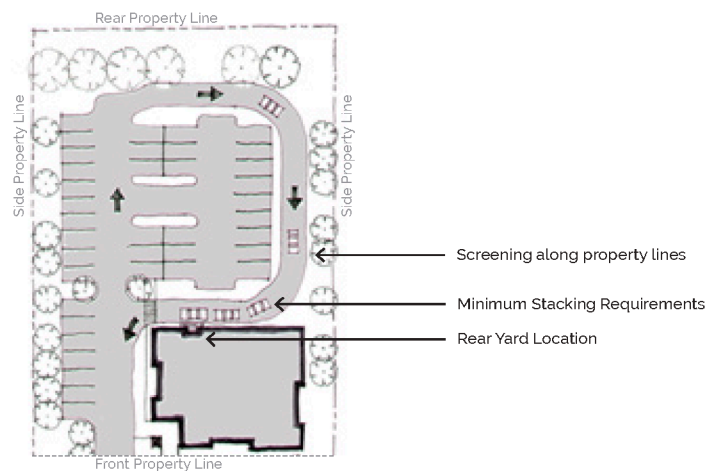 Rear Property Line
Side Property Line
Side Property Line
Screening along property lines
Minimum Stacking Requirements
Rear Yard Location
Front Property Line